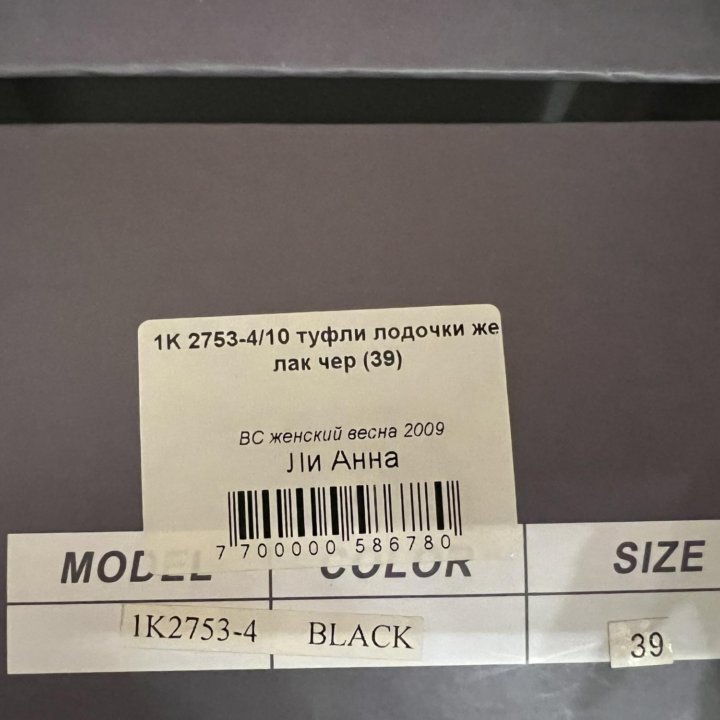 1K 2753-4/10 туфли лодочки же
лак чер (39)
ВС женский весна 2009
Ли Анна
7 700000 586780
MODEL COLOR SIZE
1K2753-4 BLACK 39